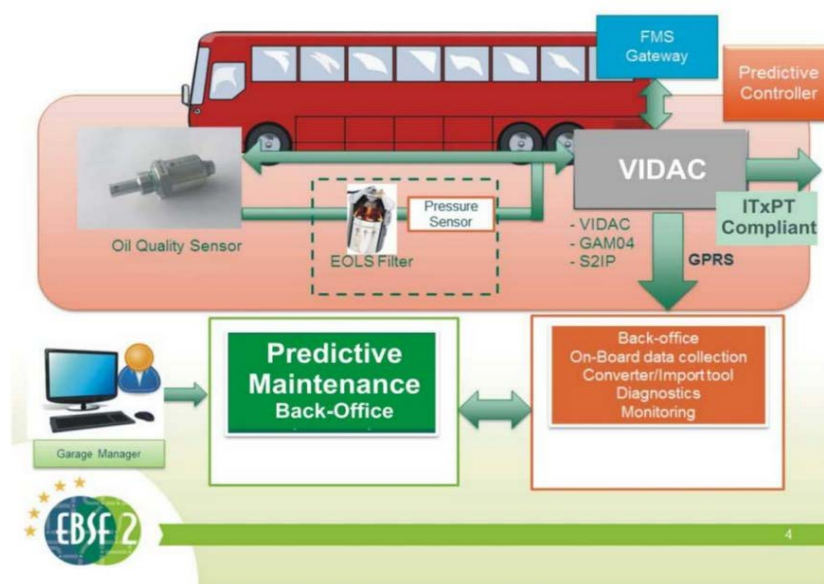 FMS
Gateway
Predictive
Controller
VIDAC
Pressure
Sensor
ITxPT
Compliant
Oil Quality Sensor
EOLS Filter
- VIDAC
- GAM04
- S2IP
GPRS
Predictive
Maintenance
Back-Office
Back-office
On-Board data collection
Converter/Import tool
Diagnostics
Monitoring
Garage Manager
EBSF 2
4